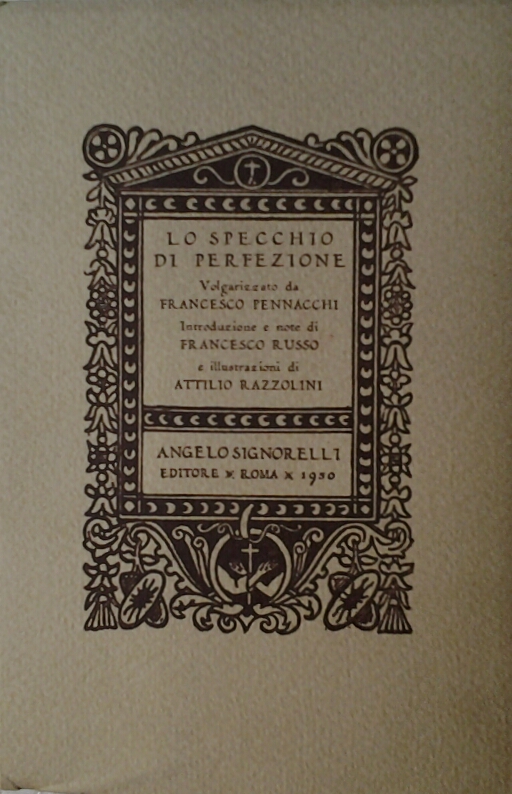 LO SPECCHIO
DI PERFEZIONE
Volgarizzato da
FRANCESCO PENNACCHI
Introduzione e note di
FRANCESCO RUSSO
e illustrazioni di
ATTILIO RAZZOLINI
ANGELO SIGNORELLI
EDITORE × ROMA × 1950